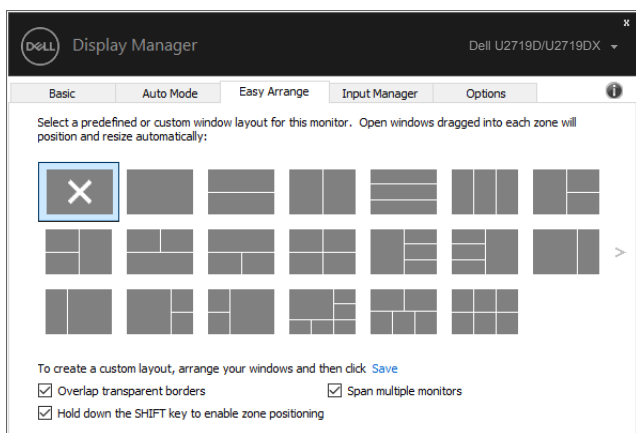 x
DELL Display Manager Dell U2719D/U2719DX
Basic Auto Mode Easy Arrange Input Manager Options
Select a predefined or custom window layout for this monitor. Open windows dragged into each zone will
position and resize automatically:
>
To create a custom layout, arrange your windows and then click Save
Overlap transparent borders Span multiple monitors
Hold down the SHIFT key to enable zone positioning